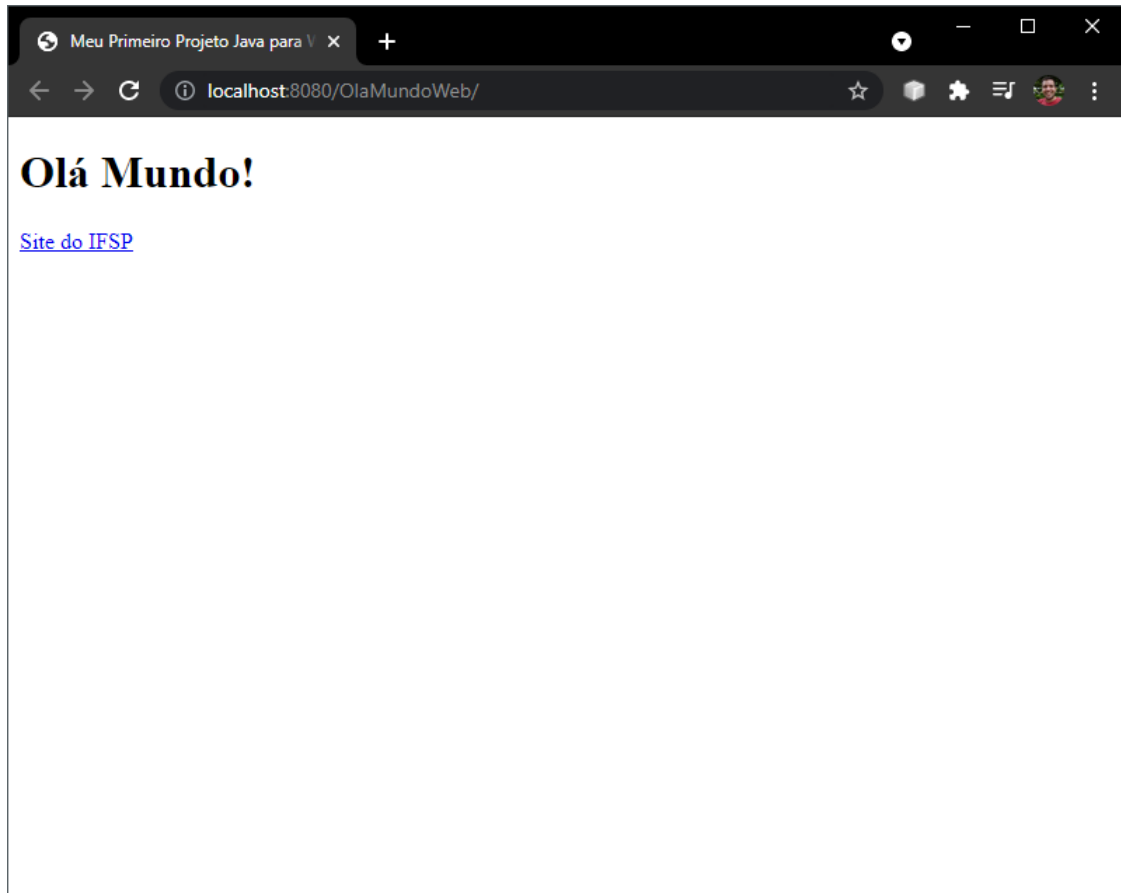 Meu Primeiro Projeto Java para V
localhost:8080/OlaMundoWeb/
Olá Mundo!
Site do IFSP